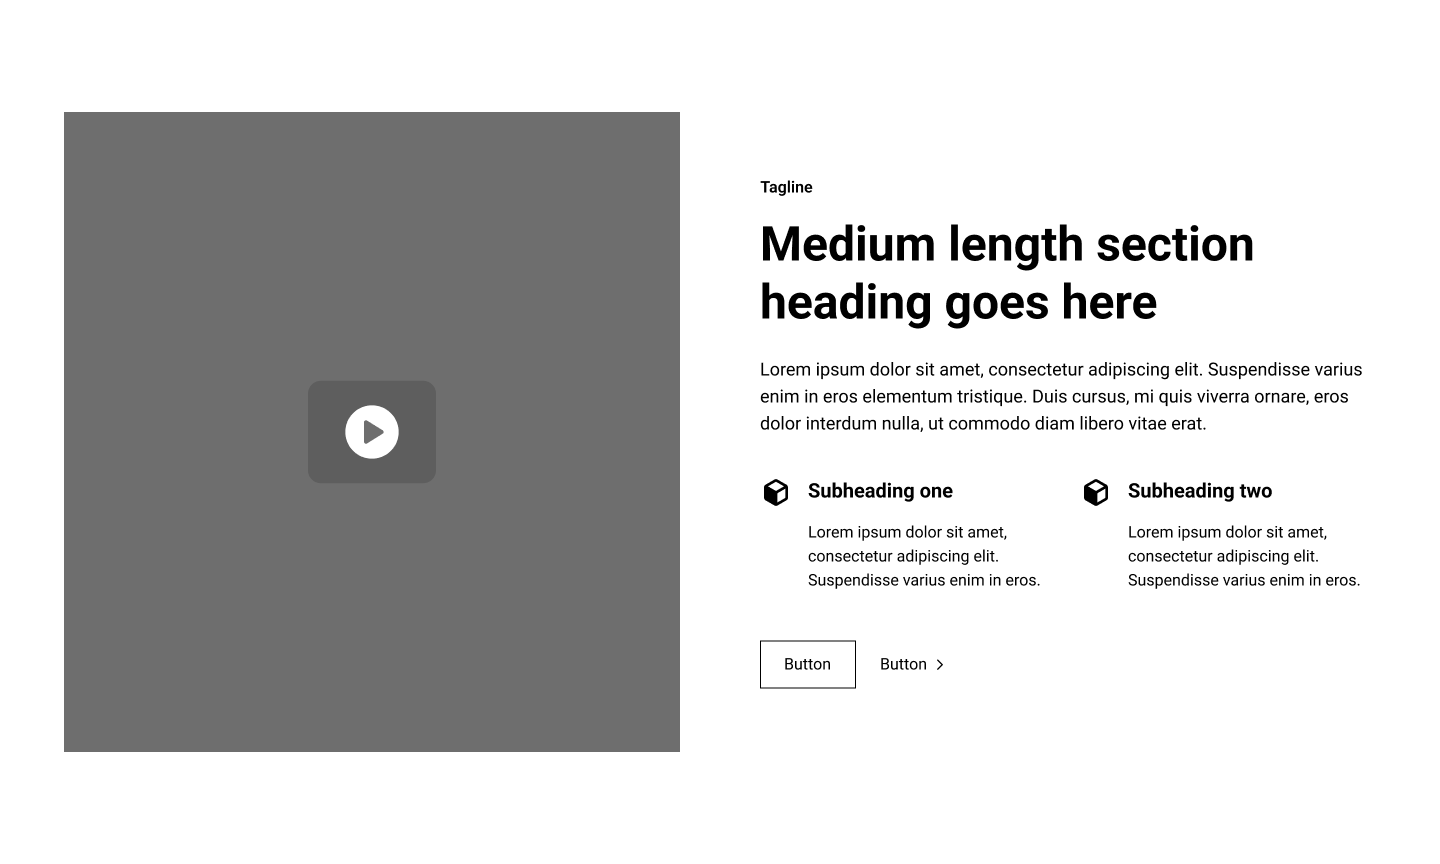 Tagline
Medium length section
heading goes here
Lorem ipsum dolor sit amet, consectetur adipiscing elit. Suspendisse varius
enim in eros elementum tristique. Duis cursus, mi quis viverra ornare, eros
dolor interdum nulla, ut commodo diam libero vitae erat.
Subheading one
Lorem ipsum dolor sit amet,
consectetur adipiscing elit.
Suspendisse varius enim in eros.
Subheading two
Lorem ipsum dolor sit amet,
consectetur adipiscing elit.
Suspendisse varius enim in eros.
Button
Button